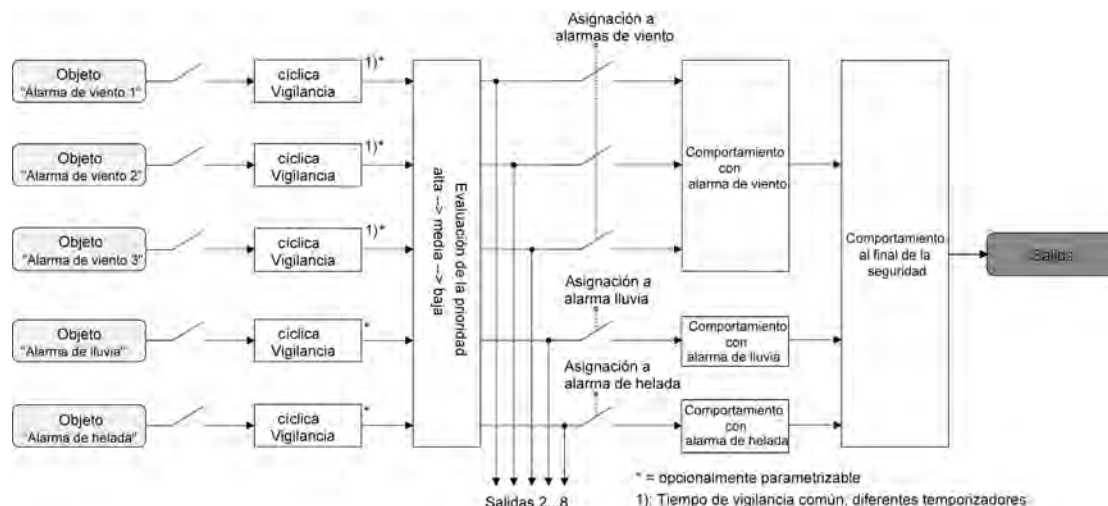 Asignación a
alarmas de viento
Objeto
"Alarma de viento 1"
cíclica
Vigilancia
1)*
Objeto
"Alarma de viento 2"
cíclica
Vigilancia
1)*
Objeto
"Alarma de viento 3"
cíclica
Vigilancia
1)*
Objeto
"Alarma de lluvia"
cíclica
Vigilancia
*
Objeto
"Alarma de helada"
cíclica
Vigilancia
*
Evaluación de la prioridad
alta --> media --> baja
Comportamiento
con
alarma de viento
Asignación a
alarma lluvia
Comportamiento
con
alarma de lluvia
Asignación a
alarma de helada
Comportamiento
con
alarma de helada
Comportamiento
al final de la
seguridad
Salida
Salidas 2...8
* = opcionalmente parametrizable
1): Tiempo de vigilancia común, diferentes temporizadores